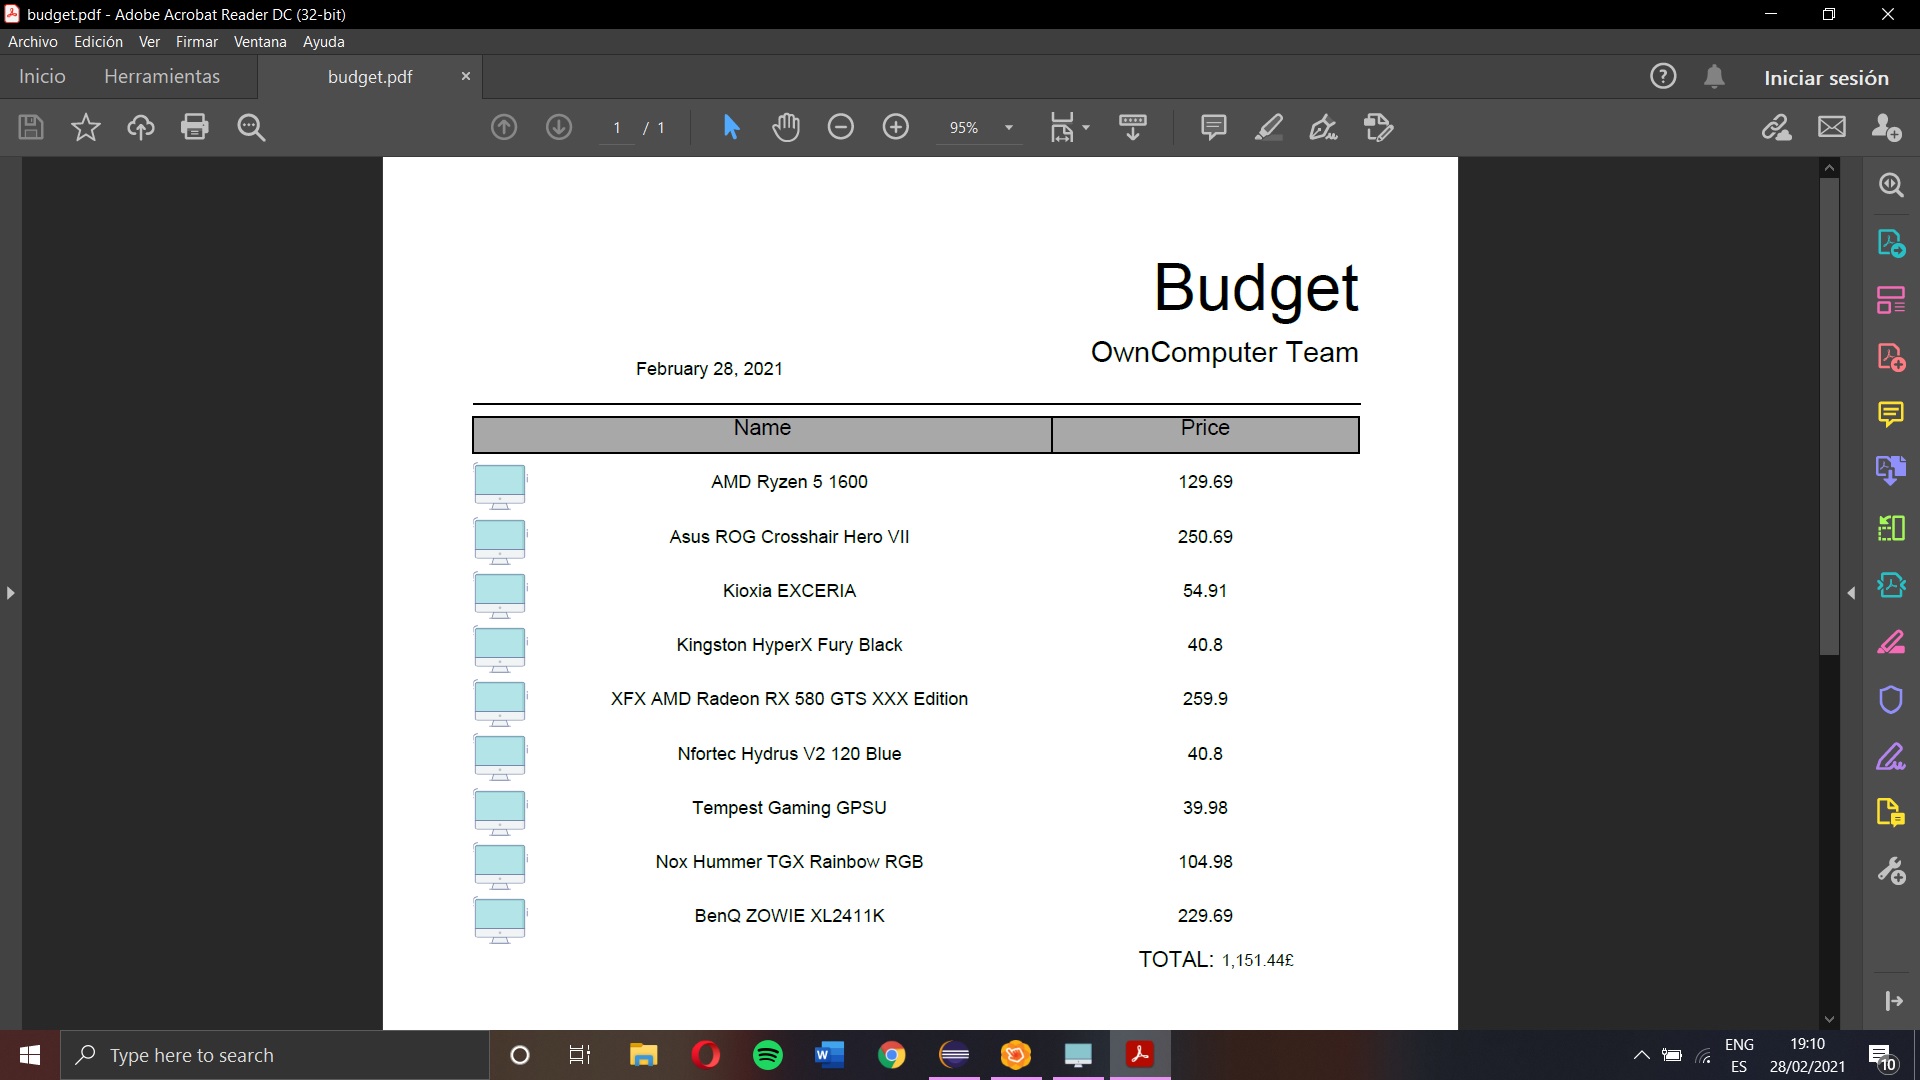 budget.pdf - Adobe Acrobat Reader DC (32-bit)
Archivo Edición Ver Firmar Ventana Ayuda
Inicio Herramientas budget.pdf Iniciar sesión
1 / 1 95%
Budget
OwnComputer Team
February 28, 2021
Name Price
AMD Ryzen 5 1600 129.69
Asus ROG Crosshair Hero VII 250.69
Kioxia EXCERIA 54.91
Kingston HyperX Fury Black 40.8
XFX AMD Radeon RX 580 GTS XXX Edition 259.9
Nfortec Hydrus V2 120 Blue 40.8
Tempest Gaming GPSU 39.98
Nox Hummer TGX Rainbow RGB 104.98
BenQ ZOWIE XL2411K 229.69
TOTAL: 1,151.44£
Type here to search
ENG 19:10
ES 28/02/2021 10